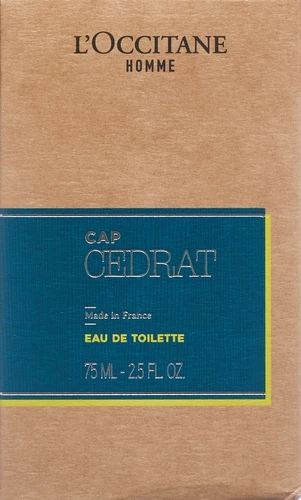 L'OCCITANE
HOMME
CAP
CEDRAT
Made in France
EAU DE TOILETTE
75 ML - 2.5 FL. OZ.